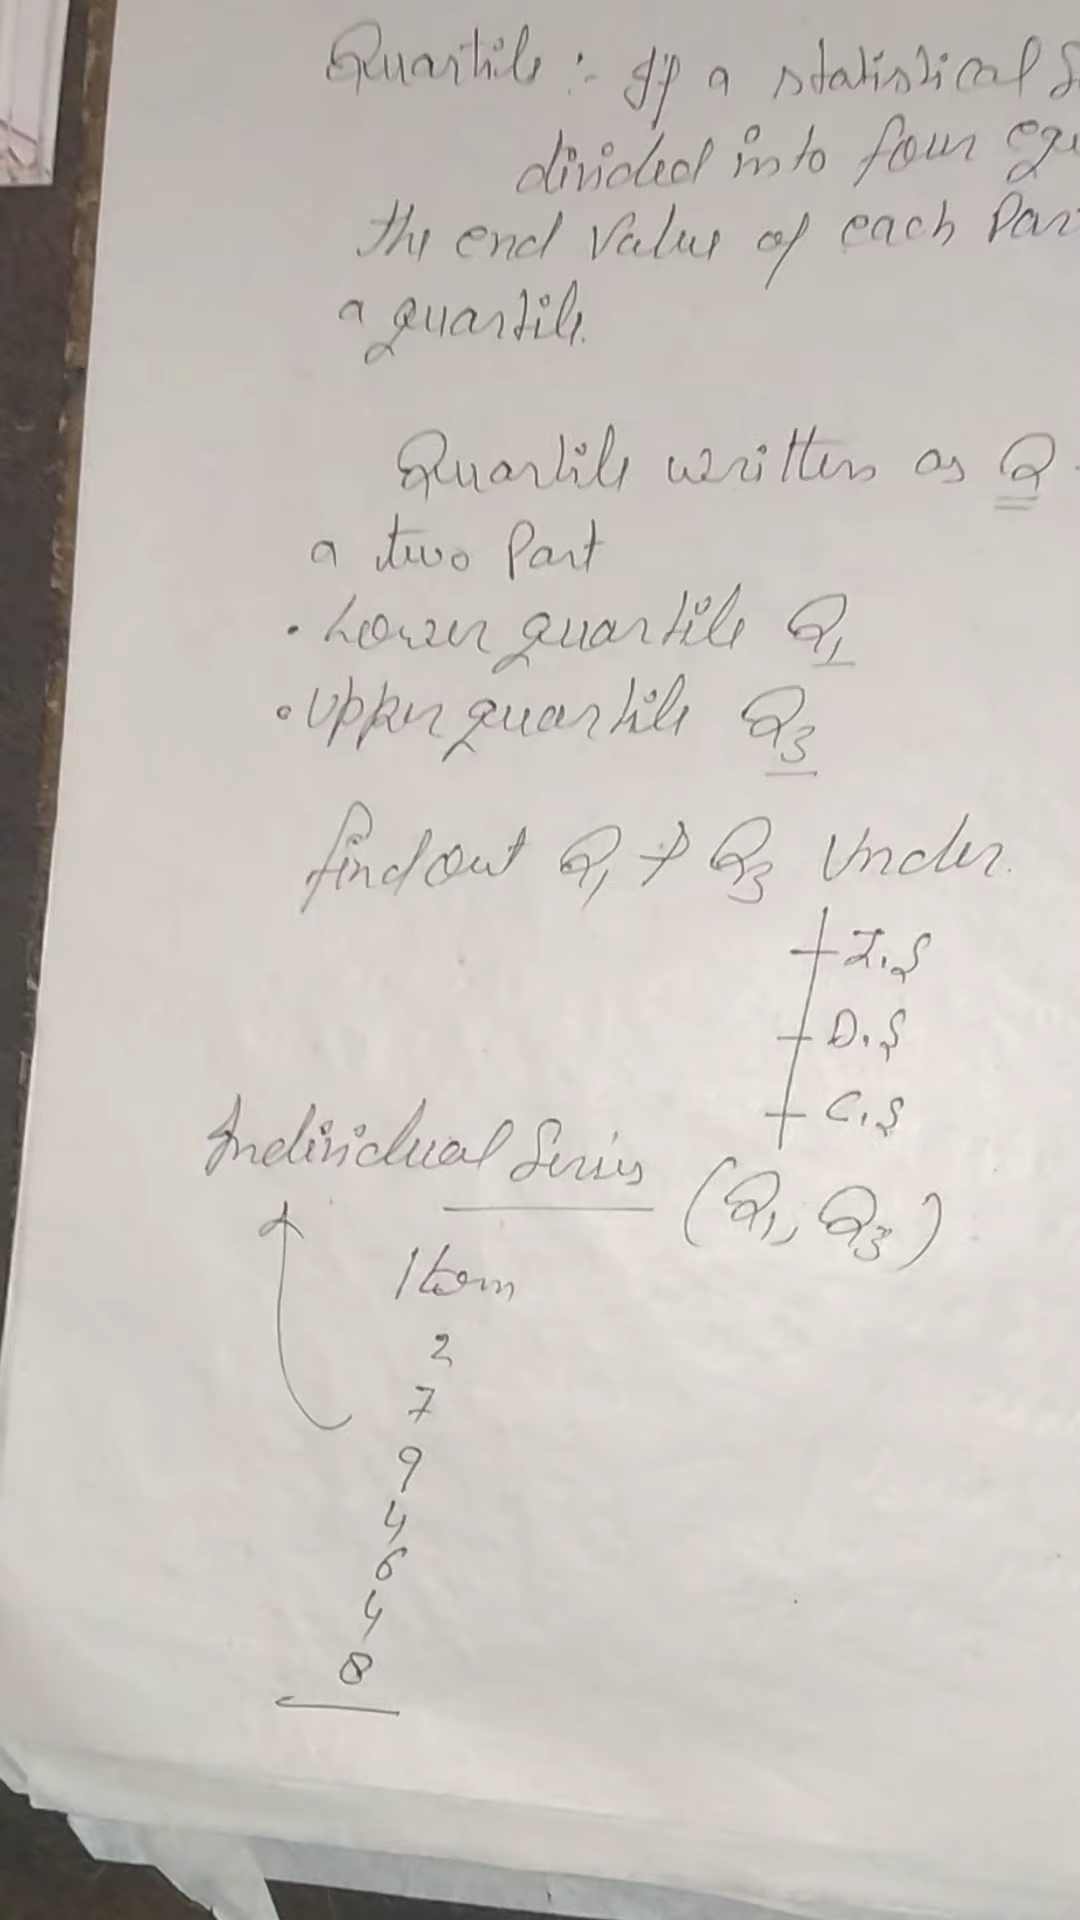 Quartile :- If a statistical S
divided into four equ
the end value of each Par
a quartile.
Quartile written as Q
a two Part
• Lower quartile Q1
• Upper quartile Q3
find out Q1 & Q3 Under.
I.S
D.S
C.S
Individual Series (Q1, Q3)
Item
2
7
9
4
6
4
8